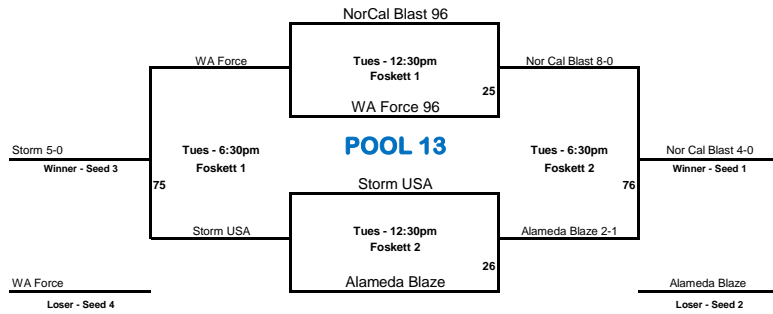 NorCal Blast 96
WA Force
Tues - 12:30pm
Foskett 1
Nor Cal Blast 8-0
25
WA Force 96
Storm 5-0
Winner - Seed 3
Tues - 6:30pm
Foskett 1
75
POOL 13
Tues - 6:30pm
Foskett 2
76
Nor Cal Blast 4-0
Winner - Seed 1
Storm USA
Storm USA
Tues - 12:30pm
Foskett 2
Alameda Blaze 2-1
26
Alameda Blaze
WA Force
Loser - Seed 4
Alameda Blaze
Loser - Seed 2